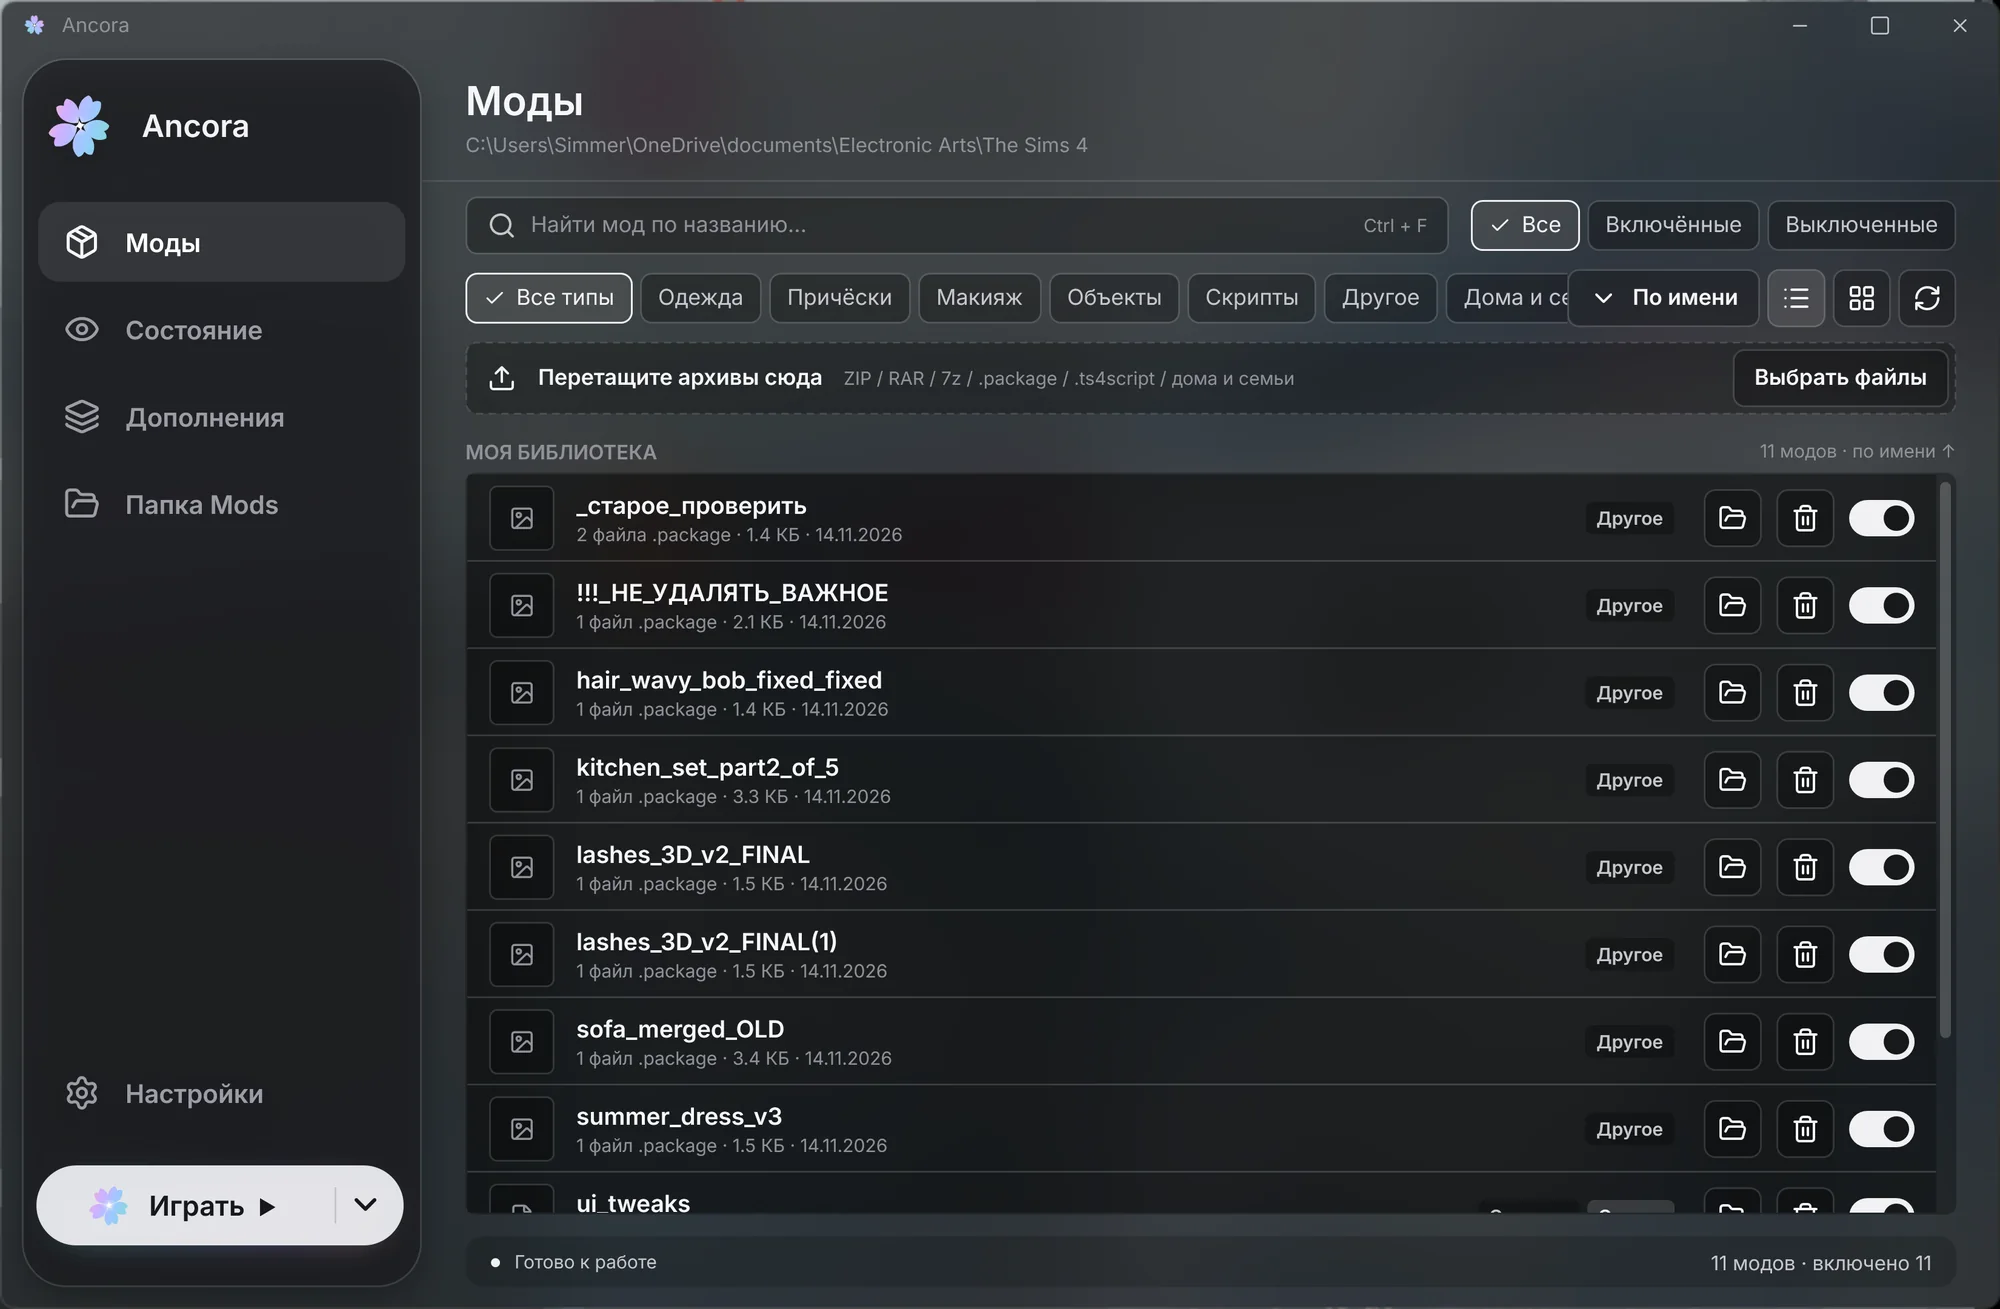 Ancora
Ancora
Моды
Состояние
Дополнения
Папка Mods
Настройки
Играть
Моды
C:\Users\Simmer\OneDrive\documents\Electronic Arts\The Sims 4
Найти мод по названию... Ctrl + F
Все Включённые Выключенные
Все типы Одежда Причёски Макияж Объекты Скрипты Другое Дома и се По имени
Перетащите архивы сюда ZIP / RAR / 7z / .package / .ts4script / дома и семьи Выбрать файлы
МОЯ БИБЛИОТЕКА 11 модов · по имени ↑
_старое_проверить
2 файла .package · 1.4 КБ · 14.11.2026
Другое
!!!_НЕ_УДАЛЯТЬ_ВАЖНОЕ
1 файл .package · 2.1 КБ · 14.11.2026
Другое
hair_wavy_bob_fixed_fixed
1 файл .package · 1.4 КБ · 14.11.2026
Другое
kitchen_set_part2_of_5
1 файл .package · 3.3 КБ · 14.11.2026
Другое
lashes_3D_v2_FINAL
1 файл .package · 1.5 КБ · 14.11.2026
Другое
lashes_3D_v2_FINAL(1)
1 файл .package · 1.5 КБ · 14.11.2026
Другое
sofa_merged_OLD
1 файл .package · 3.4 КБ · 14.11.2026
Другое
summer_dress_v3
1 файл .package · 1.5 КБ · 14.11.2026
Другое
ui_tweaks
Готово к работе
11 модов · включено 11